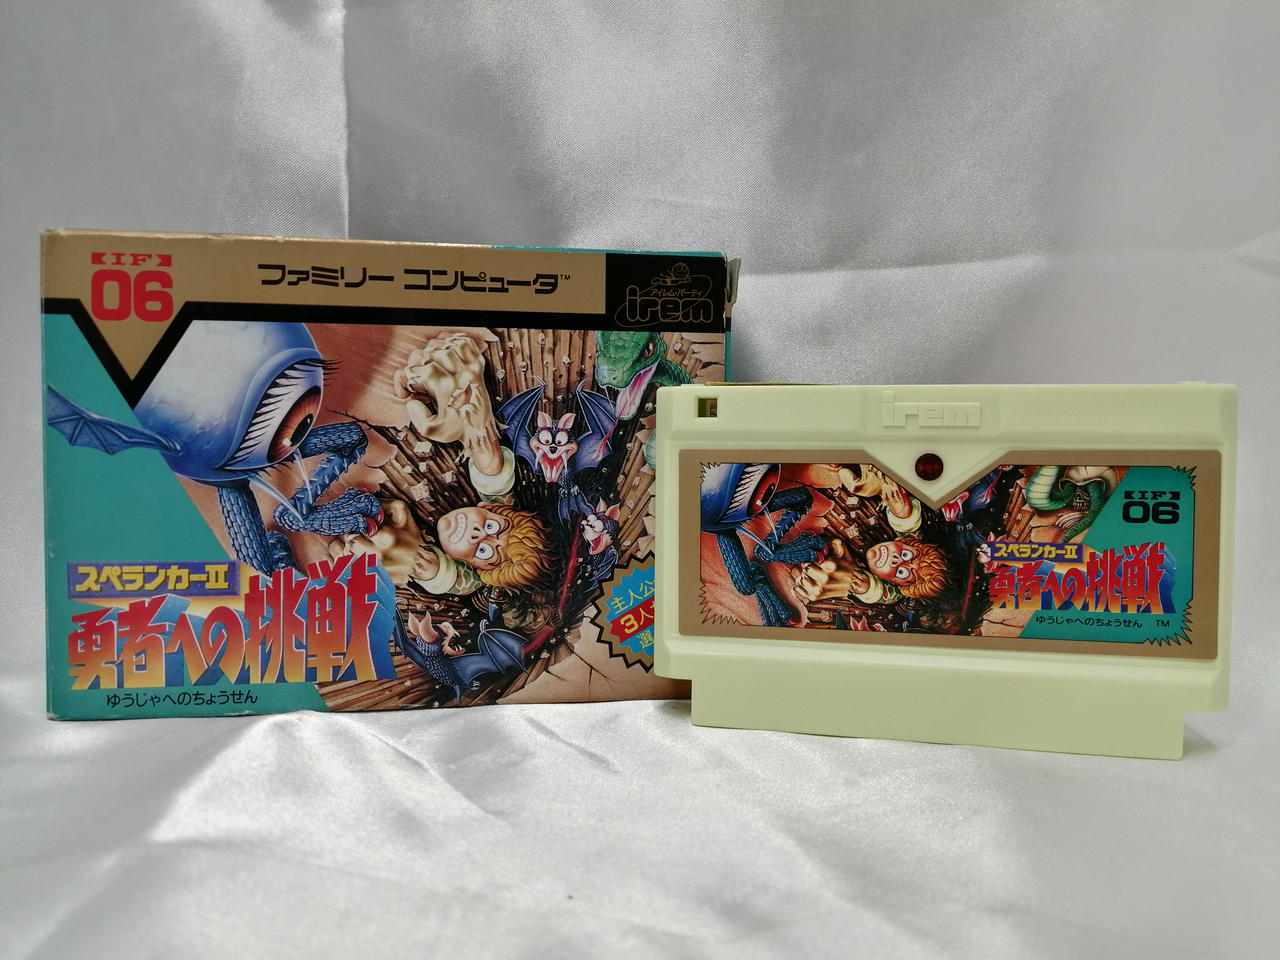 IF
06
ファミリー コンピュータ™
アイレム・パーティ
irem
スペランカーII
勇者への挑戦
ゆうじゃへのちょうせん
主人公
3人
選
irem
IF
06
スペランカーII
勇者への挑戦
ゆうじゃへのちょうせん TM